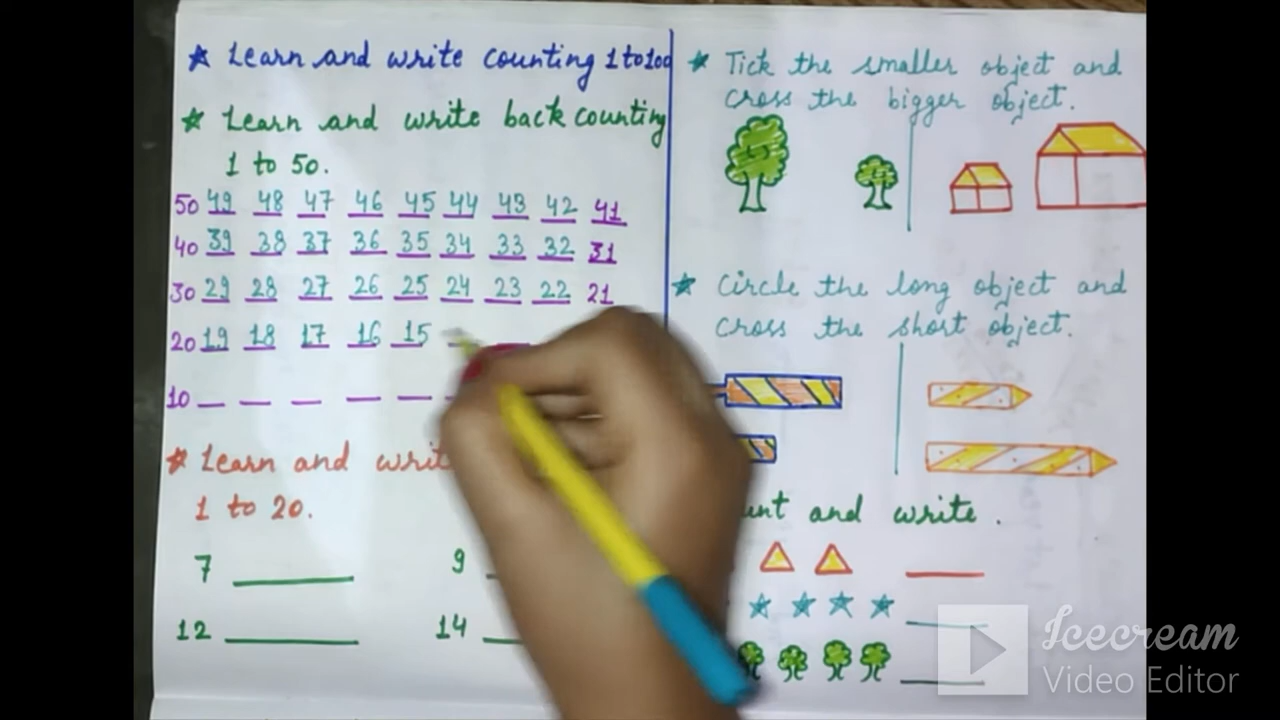 ★ Learn and write counting 1 to 100
★ Learn and write back counting
1 to 50.
50 49 48 47 46 45 44 43 42 41
40 39 38 37 36 35 34 33 32 31
30 29 28 27 26 25 24 23 22 21
20 19 18 17 16 15
10
★ Learn and
1 to 20.
7 9
12 14
★ Tick the smaller object and
cross the bigger object.
★ Circle the long object and
cross the short object.
and write.
Icecream
Video Editor